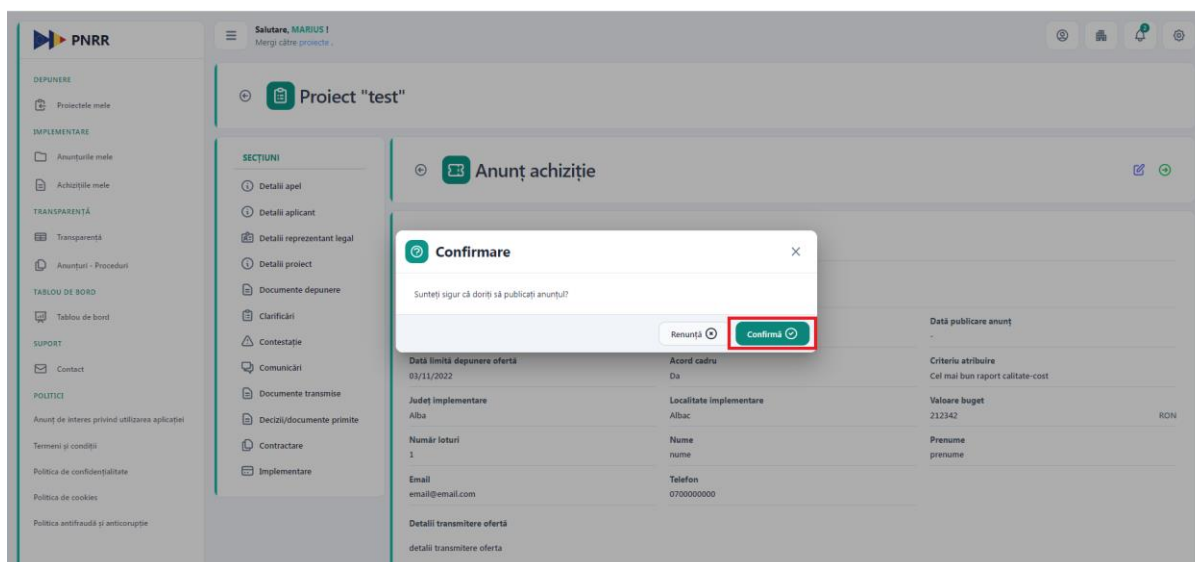 PNRR
Salutare, MARIUS !
Mergi către proiecte .
DEPUNERE
Proiectele mele
IMPLEMENTARE
Anunțurile mele
Achizițiile mele
TRANSPARENȚĂ
Transparență
Anunțuri - Proceduri
TABLOU DE BORD
Tablou de bord
SUPORT
Contact
POLITICI
Anunț de interes privind utilizarea aplicației
Termeni și condiții
Politica de confidențialitate
Politica de cookies
Politica antifraudă și anticorupție
Proiect "test"
SECȚIUNI
Detalii apel
Detalii aplicant
Detalii reprezentant legal
Detalii proiect
Documente depunere
Clarificări
Contestație
Comunicări
Documente transmise
Decizii/documente primite
Contractare
Implementare
Anunț achiziție
Confirmare
Sunteți sigur că doriți să publicați anunțul?
Renunță
Confirmă
Dată publicare anunț
-
Dată limită depunere ofertă
03/11/2022
Acord cadru
Da
Criteriu atribuire
Cel mai bun raport calitate-cost
Județ implementare
Alba
Localitate implementare
Albac
Valoare buget
212342 RON
Număr loturi
1
Nume
nume
Prenume
prenume
Email
email@email.com
Telefon
0700000000
Detalii transmitere ofertă
detalii transmitere oferta